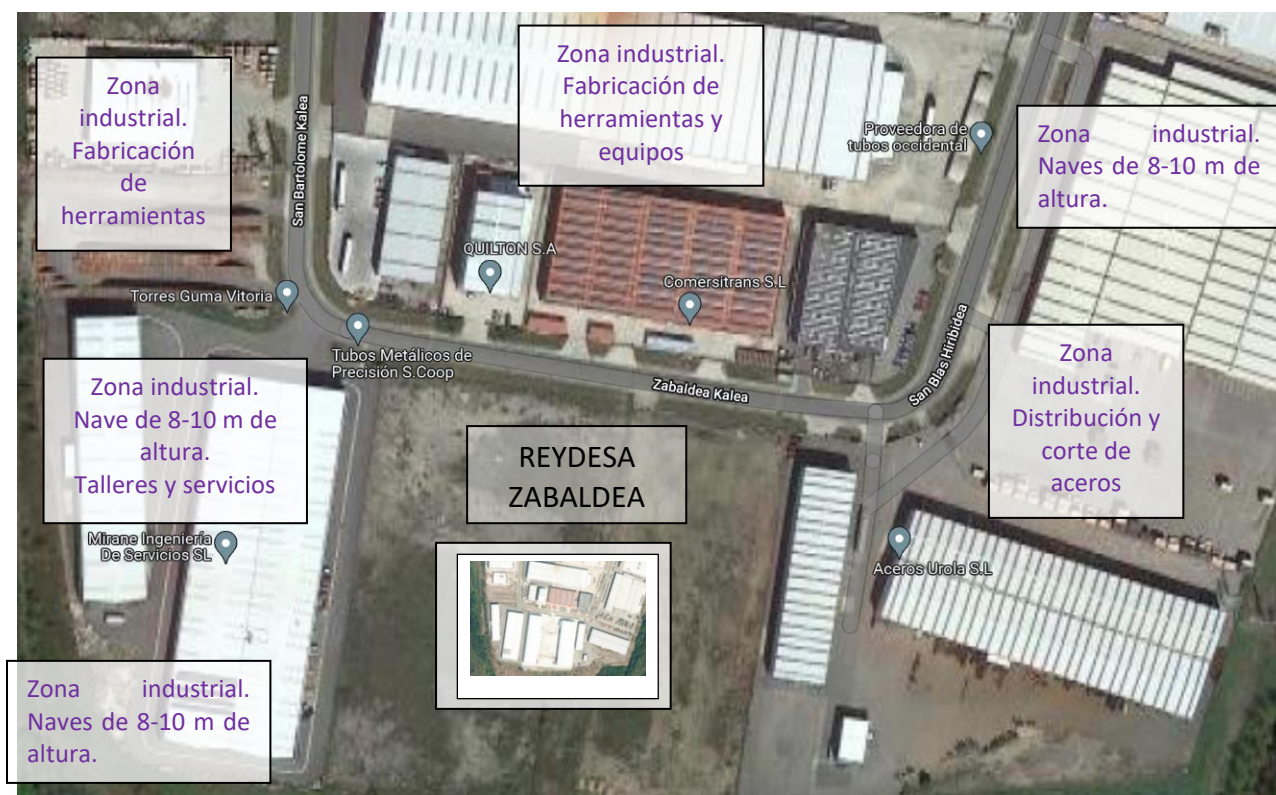 Zona
industrial.
Fabricación
de
herramientas
San Bartolome Kalea
Zona industrial.
Fabricación de
herramientas y
equipos
Proveedora de
tubos occidental
Zona industrial.
Naves de 8-10 m de
altura.
QUILTON S.A
Comersitrans S.L
Torres Guma Vitoria
Tubos Metálicos de
Precisión S.Coop
Zabaldea Kalea
San Blas Hiribidea
Zona industrial.
Nave de 8-10 m de
altura.
Talleres y servicios
REYDESA
ZABALDEA
Zona
industrial.
Distribución y
corte de
aceros
Mirane Ingeniería
De Servicios SL
Aceros Urola S.L
Zona industrial.
Naves de 8-10 m de
altura.